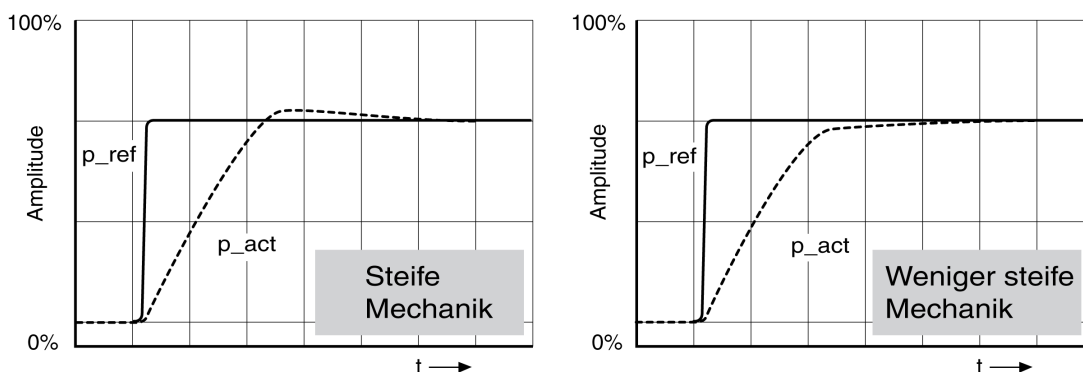 100%
p_ref
Amplitude
p_act
Steife
Mechanik
0%
t
100%
p_ref
Amplitude
p_act
Weniger steife
Mechanik
0%
t